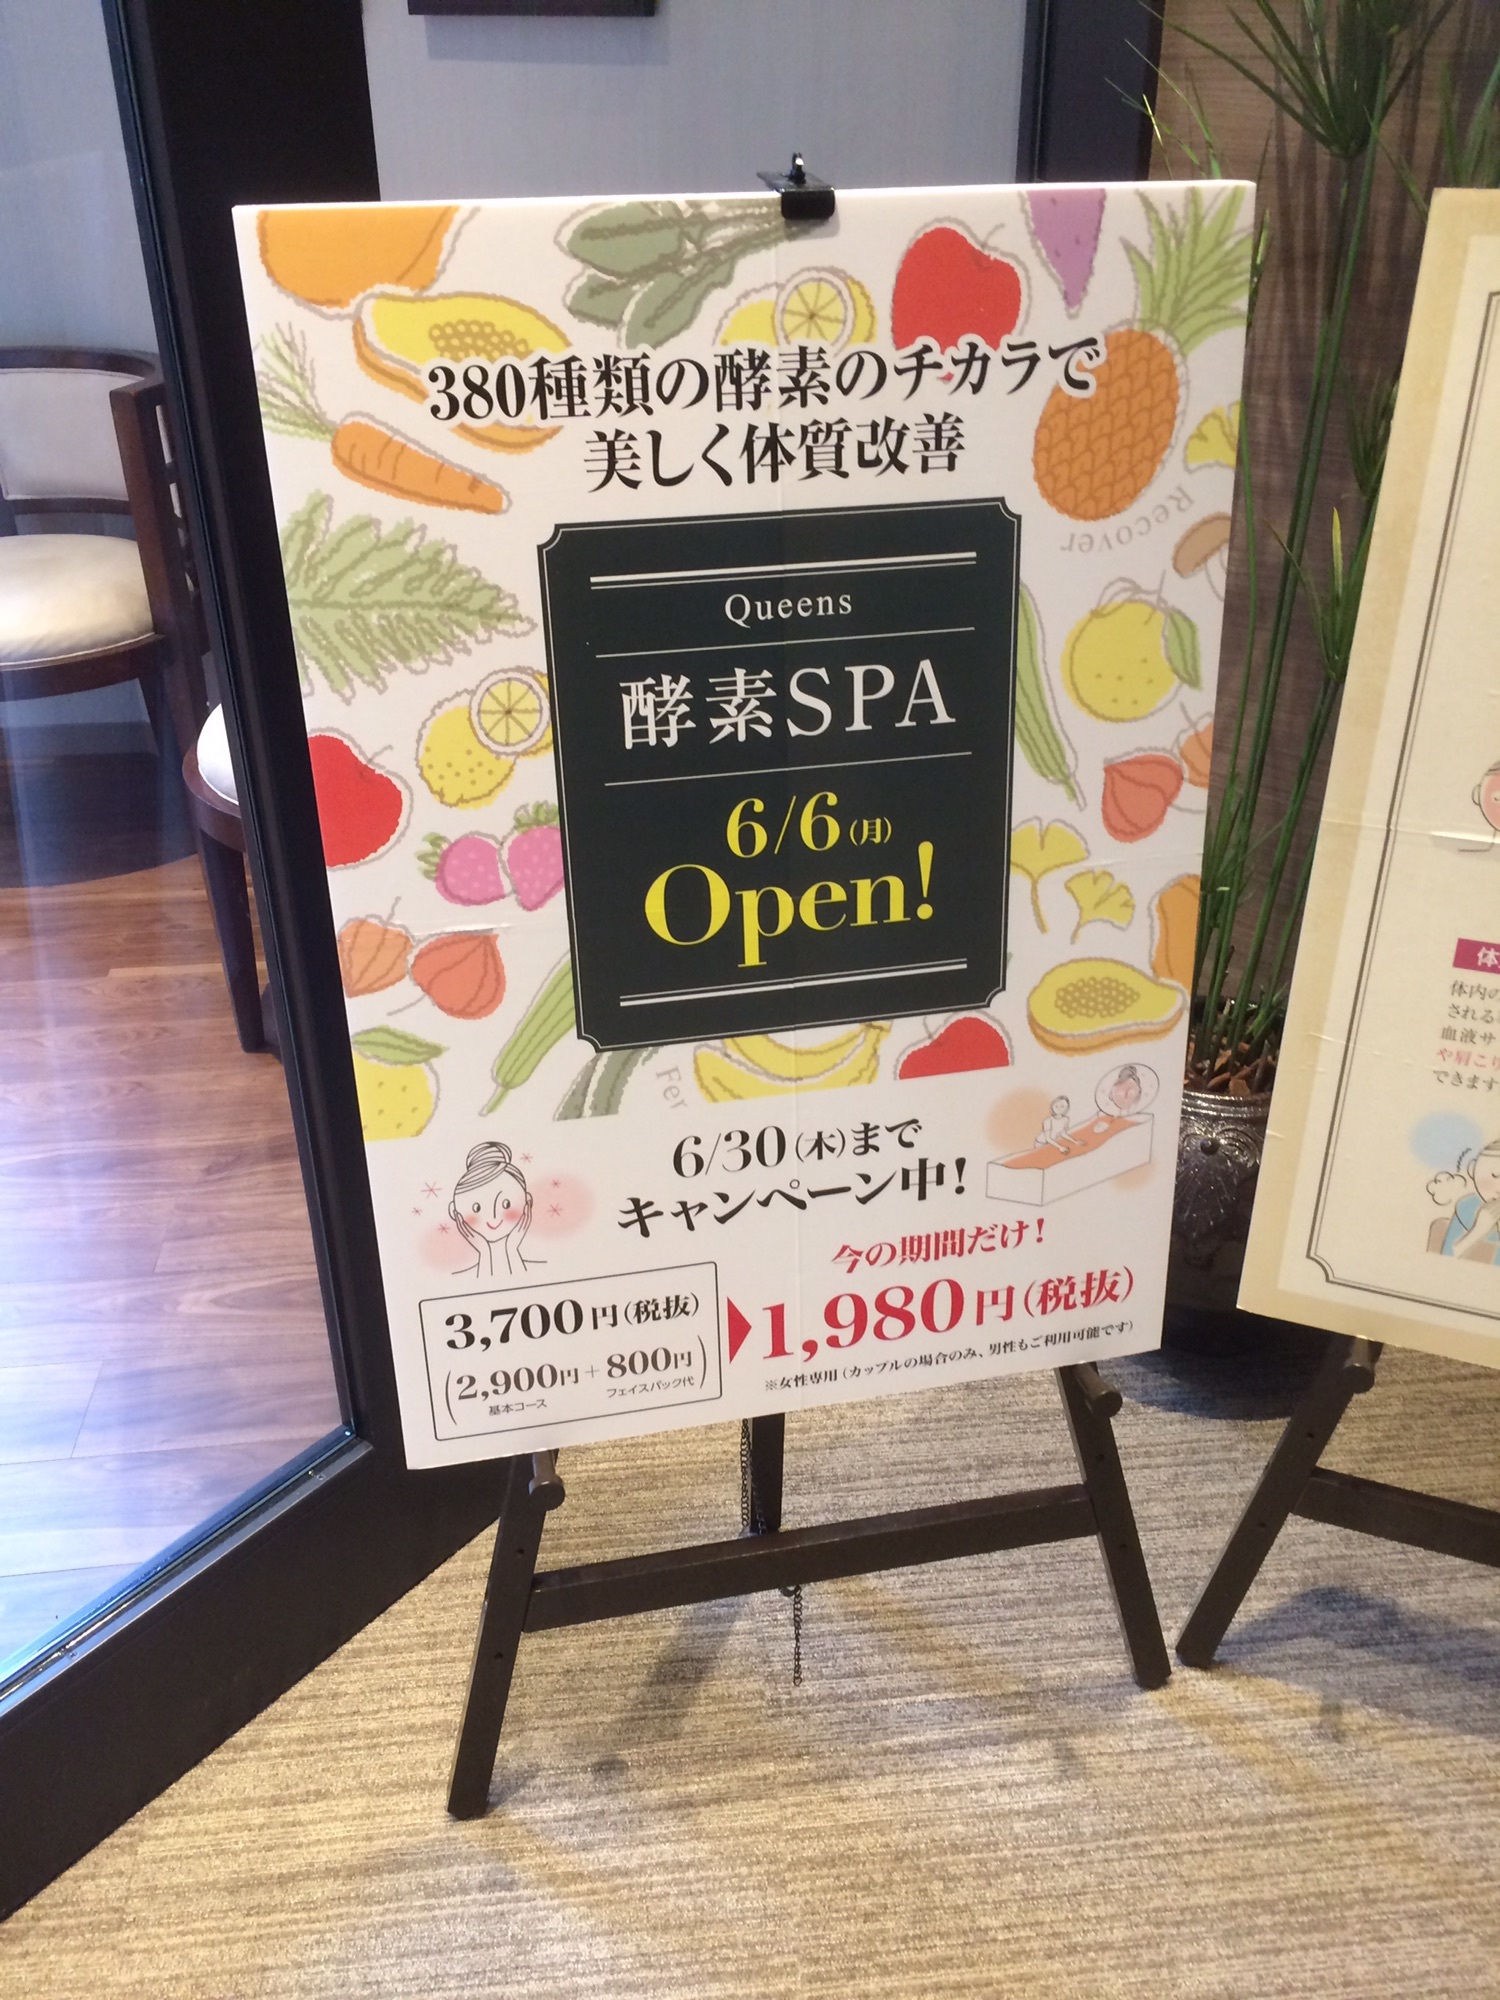 380種類の酵素のチカラで
美しく体質改善
Recover
Queens
酵素SPA
6/6(月)
Open!
Fer
6/30(木)まで
キャンペーン中!
今の期間だけ!
3,700円(税抜)
(2,900円+800円)
基本コース フェイスパック代
1,980円(税抜)
※女性専用(カップルの場合のみ、男性もご利用可能です)
体
体内の
される
血液サ
や肩こり
できます